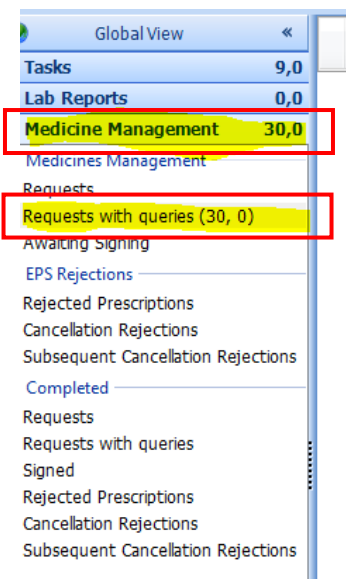 Global View «
Tasks 9,0
Lab Reports 0,0
Medicine Management 30,0
Medicines Management
Requests
Requests with queries (30, 0)
Awaiting Signing
EPS Rejections
Rejected Prescriptions
Cancellation Rejections
Subsequent Cancellation Rejections
Completed
Requests
Requests with queries
Signed
Rejected Prescriptions
Cancellation Rejections
Subsequent Cancellation Rejections